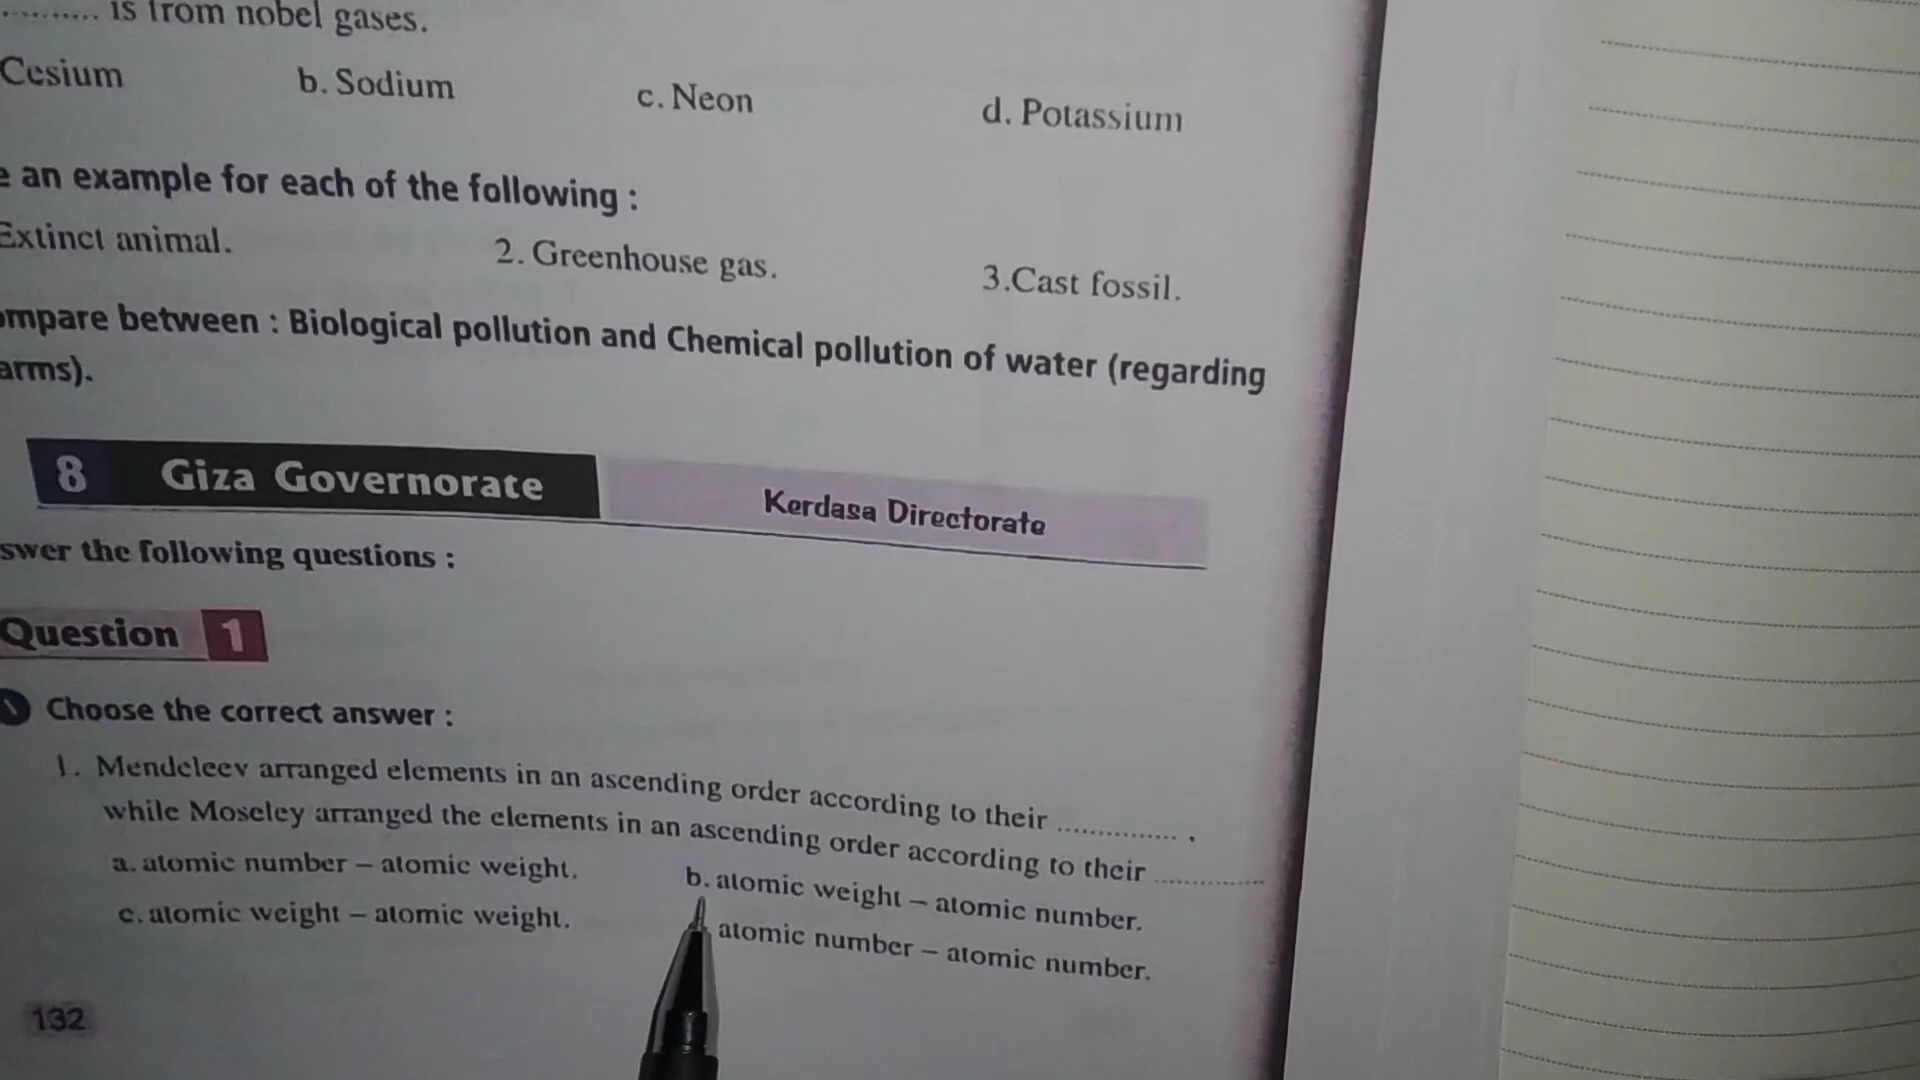 .......... is from nobel gases.
Cesium b. Sodium c. Neon d. Potassium
e an example for each of the following :
Extinct animal. 2. Greenhouse gas. 3.Cast fossil.
ompare between : Biological pollution and Chemical pollution of water (regarding
arms).
8 Giza Governorate Kerdasa Directorate
swer the following questions :
Question 1
Choose the correct answer :
1. Mendeleev arranged elements in an ascending order according to their .............. .
while Moseley arranged the elements in an ascending order according to their .............
a. atomic number – atomic weight. b. atomic weight – atomic number.
c. atomic weight – atomic weight. atomic number – atomic number.
132